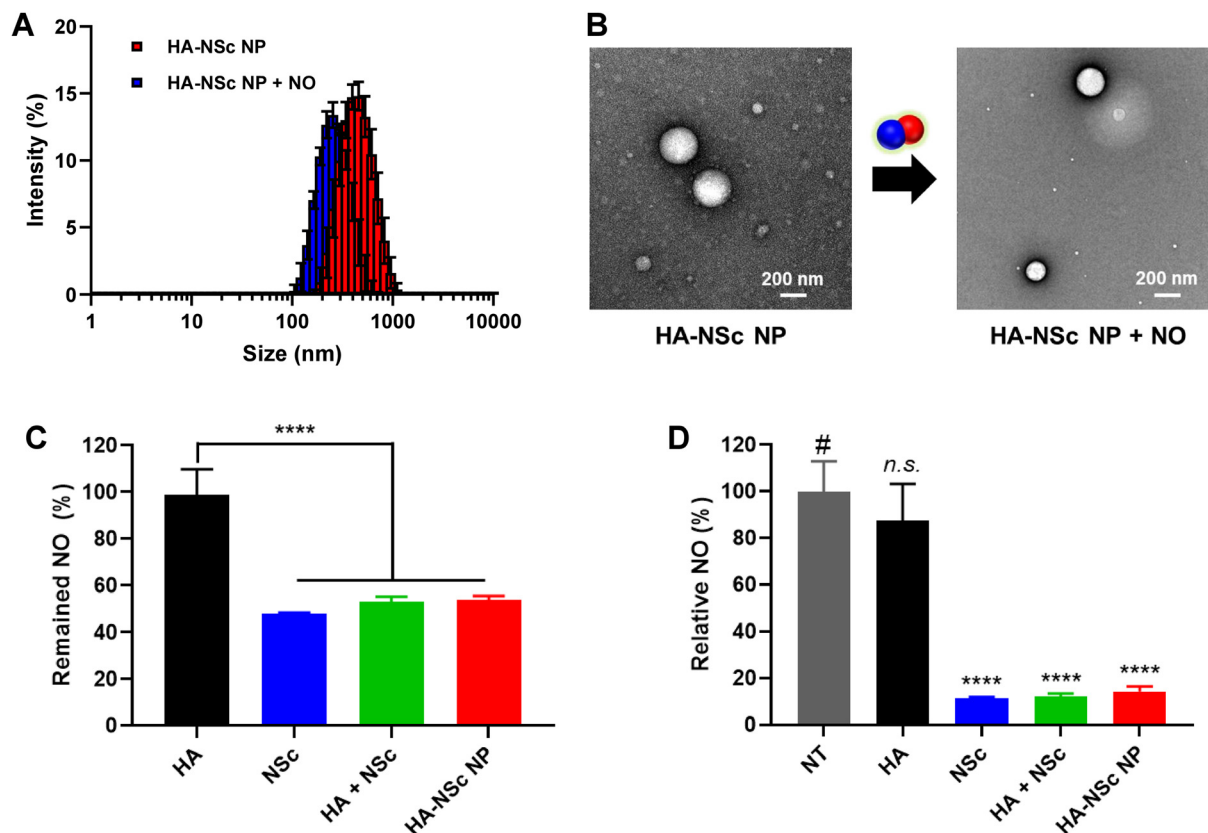 A
20
15
10
5
0
Intensity (%)
HA-NSc NP
HA-NSc NP + NO
1
10
100
1000
10000
Size (nm)
B
200 nm
200 nm
HA-NSc NP
HA-NSc NP + NO
C
120
100
80
60
40
20
0
Remained NO (%)
****
HA
NSc
HA + NSc
HA-NSc NP
D
120
100
80
60
40
20
0
Relative NO (%)
#
n.s.
****
****
****
NT
HA
NSc
HA + NSc
HA-NSc NP